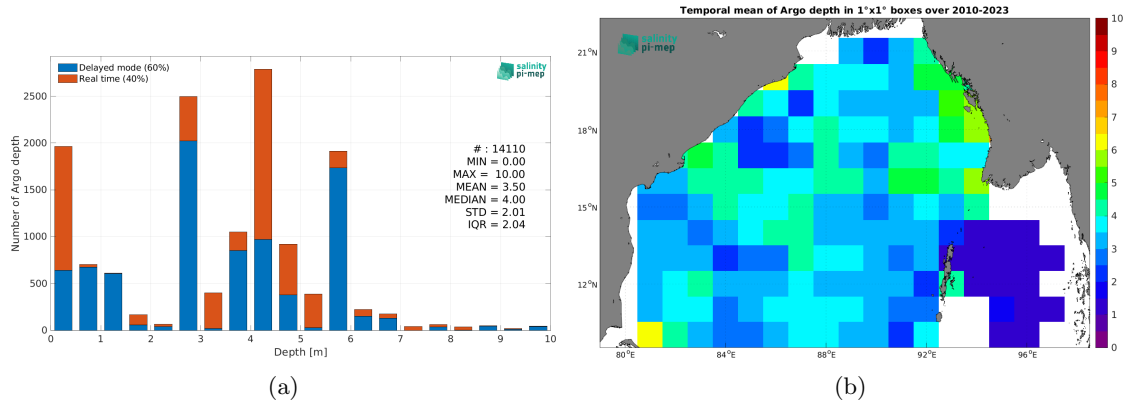 Delayed mode (60%)
Real time (40%)
salinity
pi-mep
# : 14110
MIN = 0.00
MAX = 10.00
MEAN = 3.50
MEDIAN = 4.00
STD = 2.01
IQR = 2.04
Number of Argo depth
2500
2000
1500
1000
500
0
0 1 2 3 4 5 6 7 8 9 10
Depth [m]
(a)
Temporal mean of Argo depth in 1°x1° boxes over 2010-2023
salinity
pi-mep
21°N
18°N
15°N
12°N
80°E 84°E 88°E 92°E 96°E
10
9
8
7
6
5
4
3
2
1
0
(b)